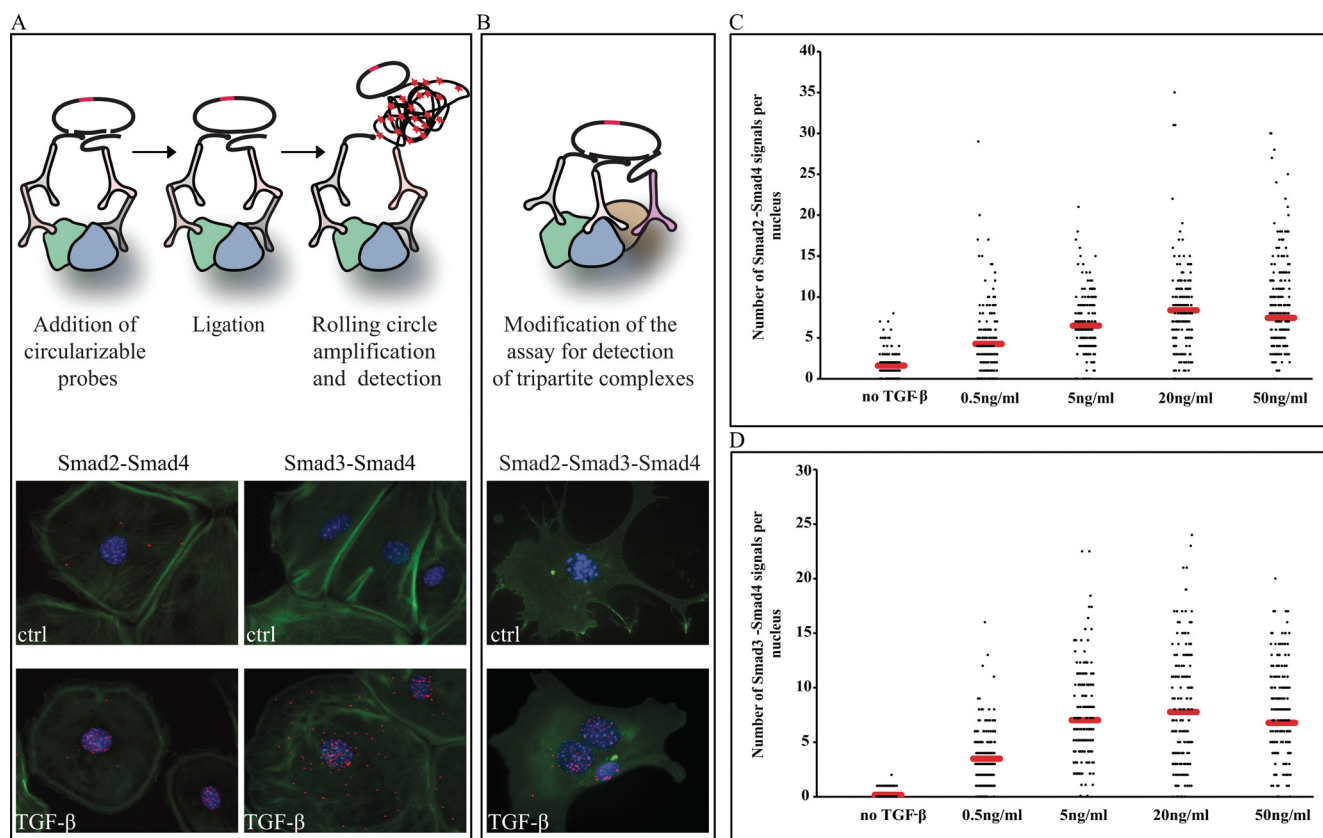 A
Addition of
circularizable
probes
Ligation
Rolling circle
amplification
and detection
Smad2-Smad4
Smad3-Smad4
ctrl
ctrl
TGF-β
TGF-β
B
Modification of the
assay for detection
of tripartite complexes
Smad2-Smad3-Smad4
ctrl
TGF-β
C
Number of Smad2 -Smad4 signals per
nucleus
40
35
30
25
20
15
10
5
0
no TGF-β
0.5ng/ml
5ng/ml
20ng/ml
50ng/ml
D
Number of Smad3 -Smad4 signals per
nucleus
30
25
20
15
10
5
0
no TGF-β
0.5ng/ml
5ng/ml
20ng/ml
50ng/ml